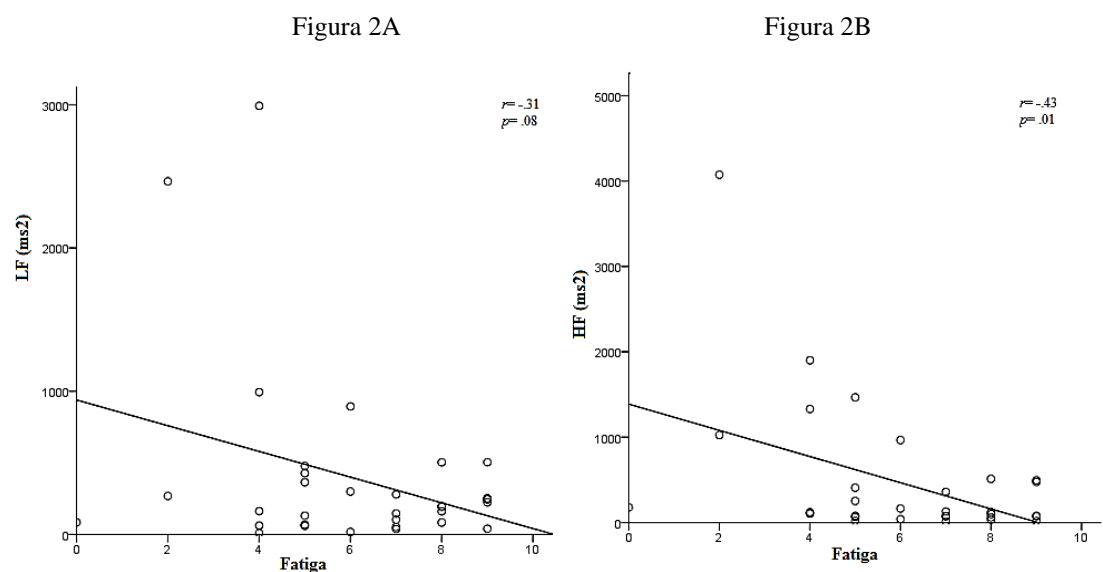 Figura 2A
Figura 2B
r= -.31
p= .08
3000
2000
1000
0
LF (ms2)
0 2 4 6 8 10
Fatiga
r= -.43
p= .01
5000
4000
3000
2000
1000
0
HF (ms2)
0 2 4 6 8 10
Fatiga